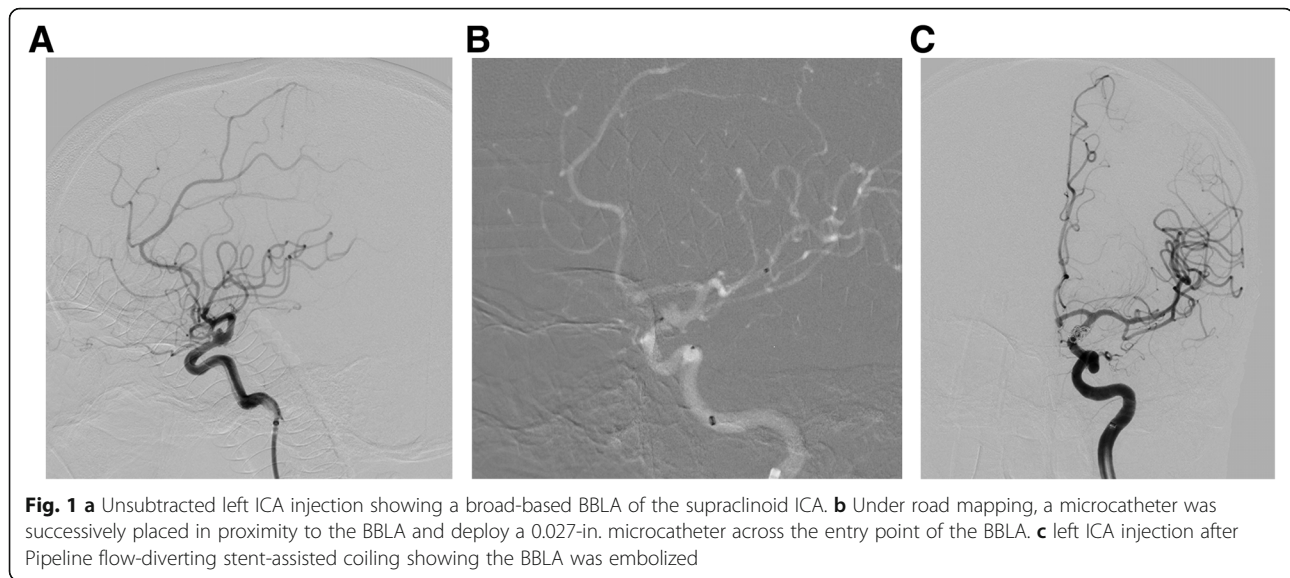 A
B
C
Fig. 1 a Unsubtracted left ICA injection showing a broad-based BBLA of the supraclinoid ICA. b Under road mapping, a microcatheter was
successively placed in proximity to the BBLA and deploy a 0.027-in. microcatheter across the entry point of the BBLA. c left ICA injection after
Pipeline flow-diverting stent-assisted coiling showing the BBLA was embolized